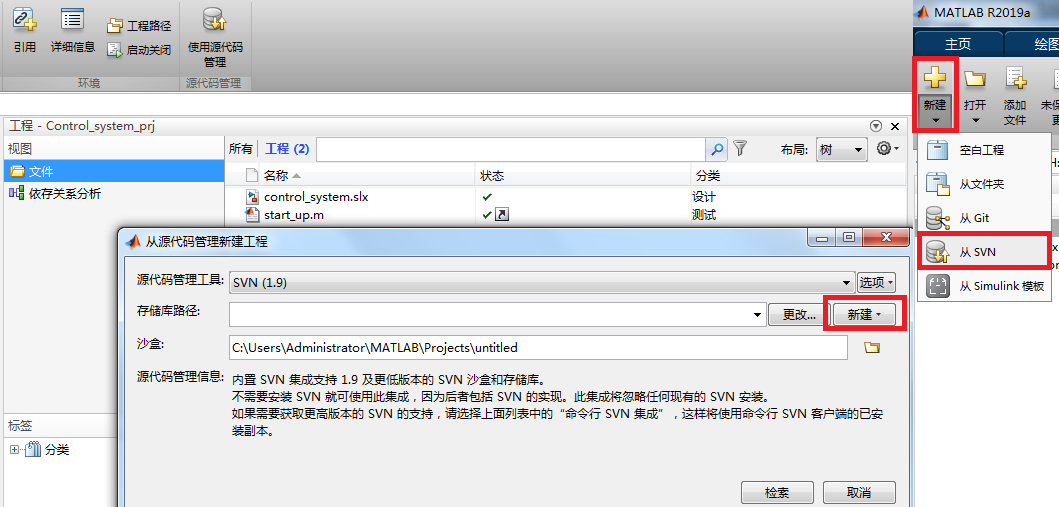 引用
详细信息
工程路径
启动关闭
使用源代码
管理
环境
源代码管理
MATLAB R2019a
主页
绘图
新建
打开
添加
文件
未保
更
空白工程
从文件夹
从 Git
从 SVN
从 Simulink 模板
工程 - Control_system_prj
视图
文件
依存关系分析
所有
工程 (2)
布局:
树
名称
状态
分类
control_system.slx
设计
start_up.m
测试
从源代码管理新建工程
源代码管理工具:
SVN (1.9)
选项
存储库路径:
更改...
新建
沙盒:
C:\Users\Administrator\MATLAB\Projects\untitled
源代码管理信息:
内置 SVN 集成支持 1.9 及更低版本的 SVN 沙盒和存储库。
不需要安装 SVN 就可使用此集成，因为后者包括 SVN 的实现。此集成将忽略任何现有的 SVN 安装。
如果需要获取更高版本的 SVN 的支持，请选择上面列表中的“命令行 SVN 集成”，这样将使用命令行 SVN 客户端的已安
装副本。
标签
分类
检索
取消